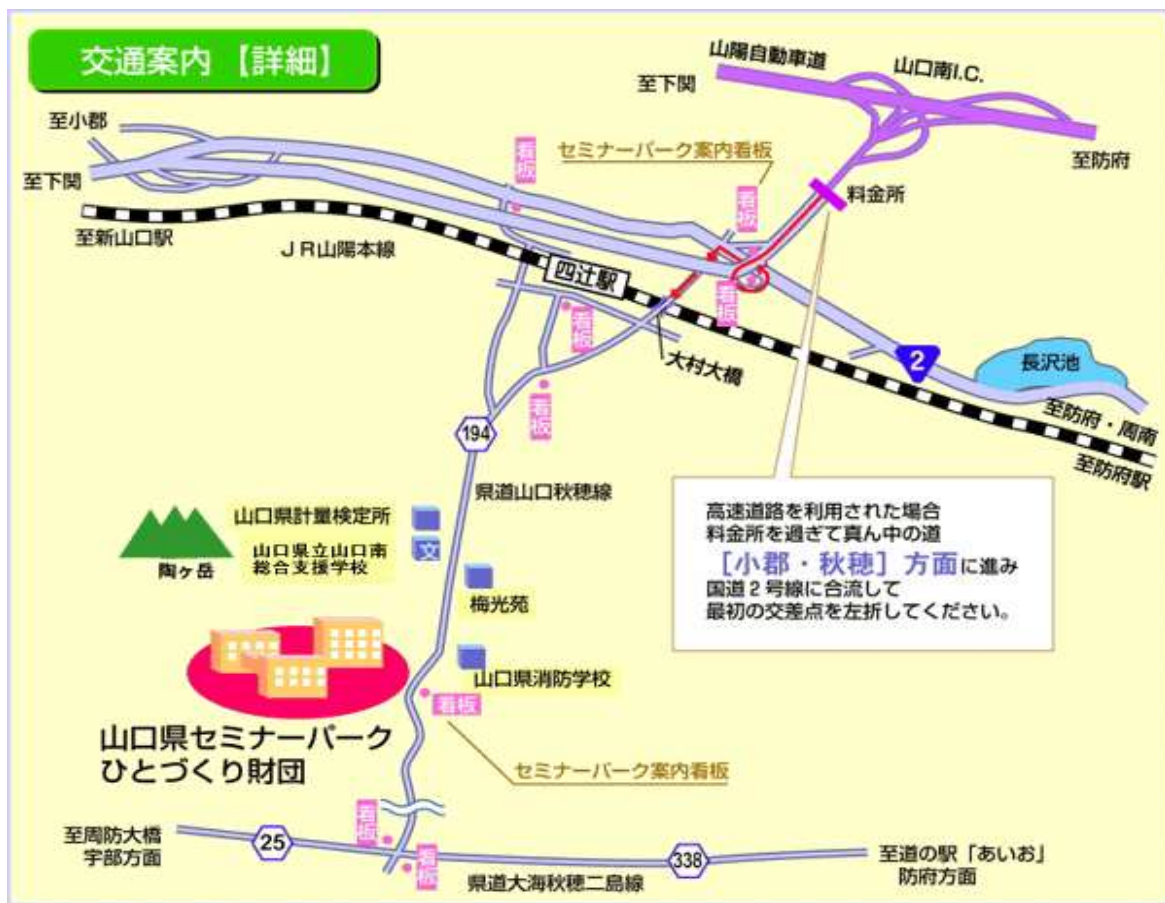 交通案内【詳細】
山陽自動車道
山口南I.C.
至下関
至防府
至小郡
至下関
看板
セミナーパーク案内看板
看板
料金所
至新山口駅
JR山陽本線
四辻駅
看板
看板
大村大橋
2
長沢池
至防府・周南
至防府駅
看板
194
県道山口秋穂線
高速道路を利用された場合
料金所を過ぎて真ん中の道
[小郡・秋穂]方面に進み
国道2号線に合流して
最初の交差点を左折してください。
山口県計量検定所
山口県立山口南
総合支援学校
文
陶ヶ岳
梅光苑
山口県消防学校
看板
山口県セミナーパーク
ひとづくり財団
セミナーパーク案内看板
看板
至周防大橋
宇部方面
25
看板
県道大海秋穂二島線
338
至道の駅「あいお」
防府方面